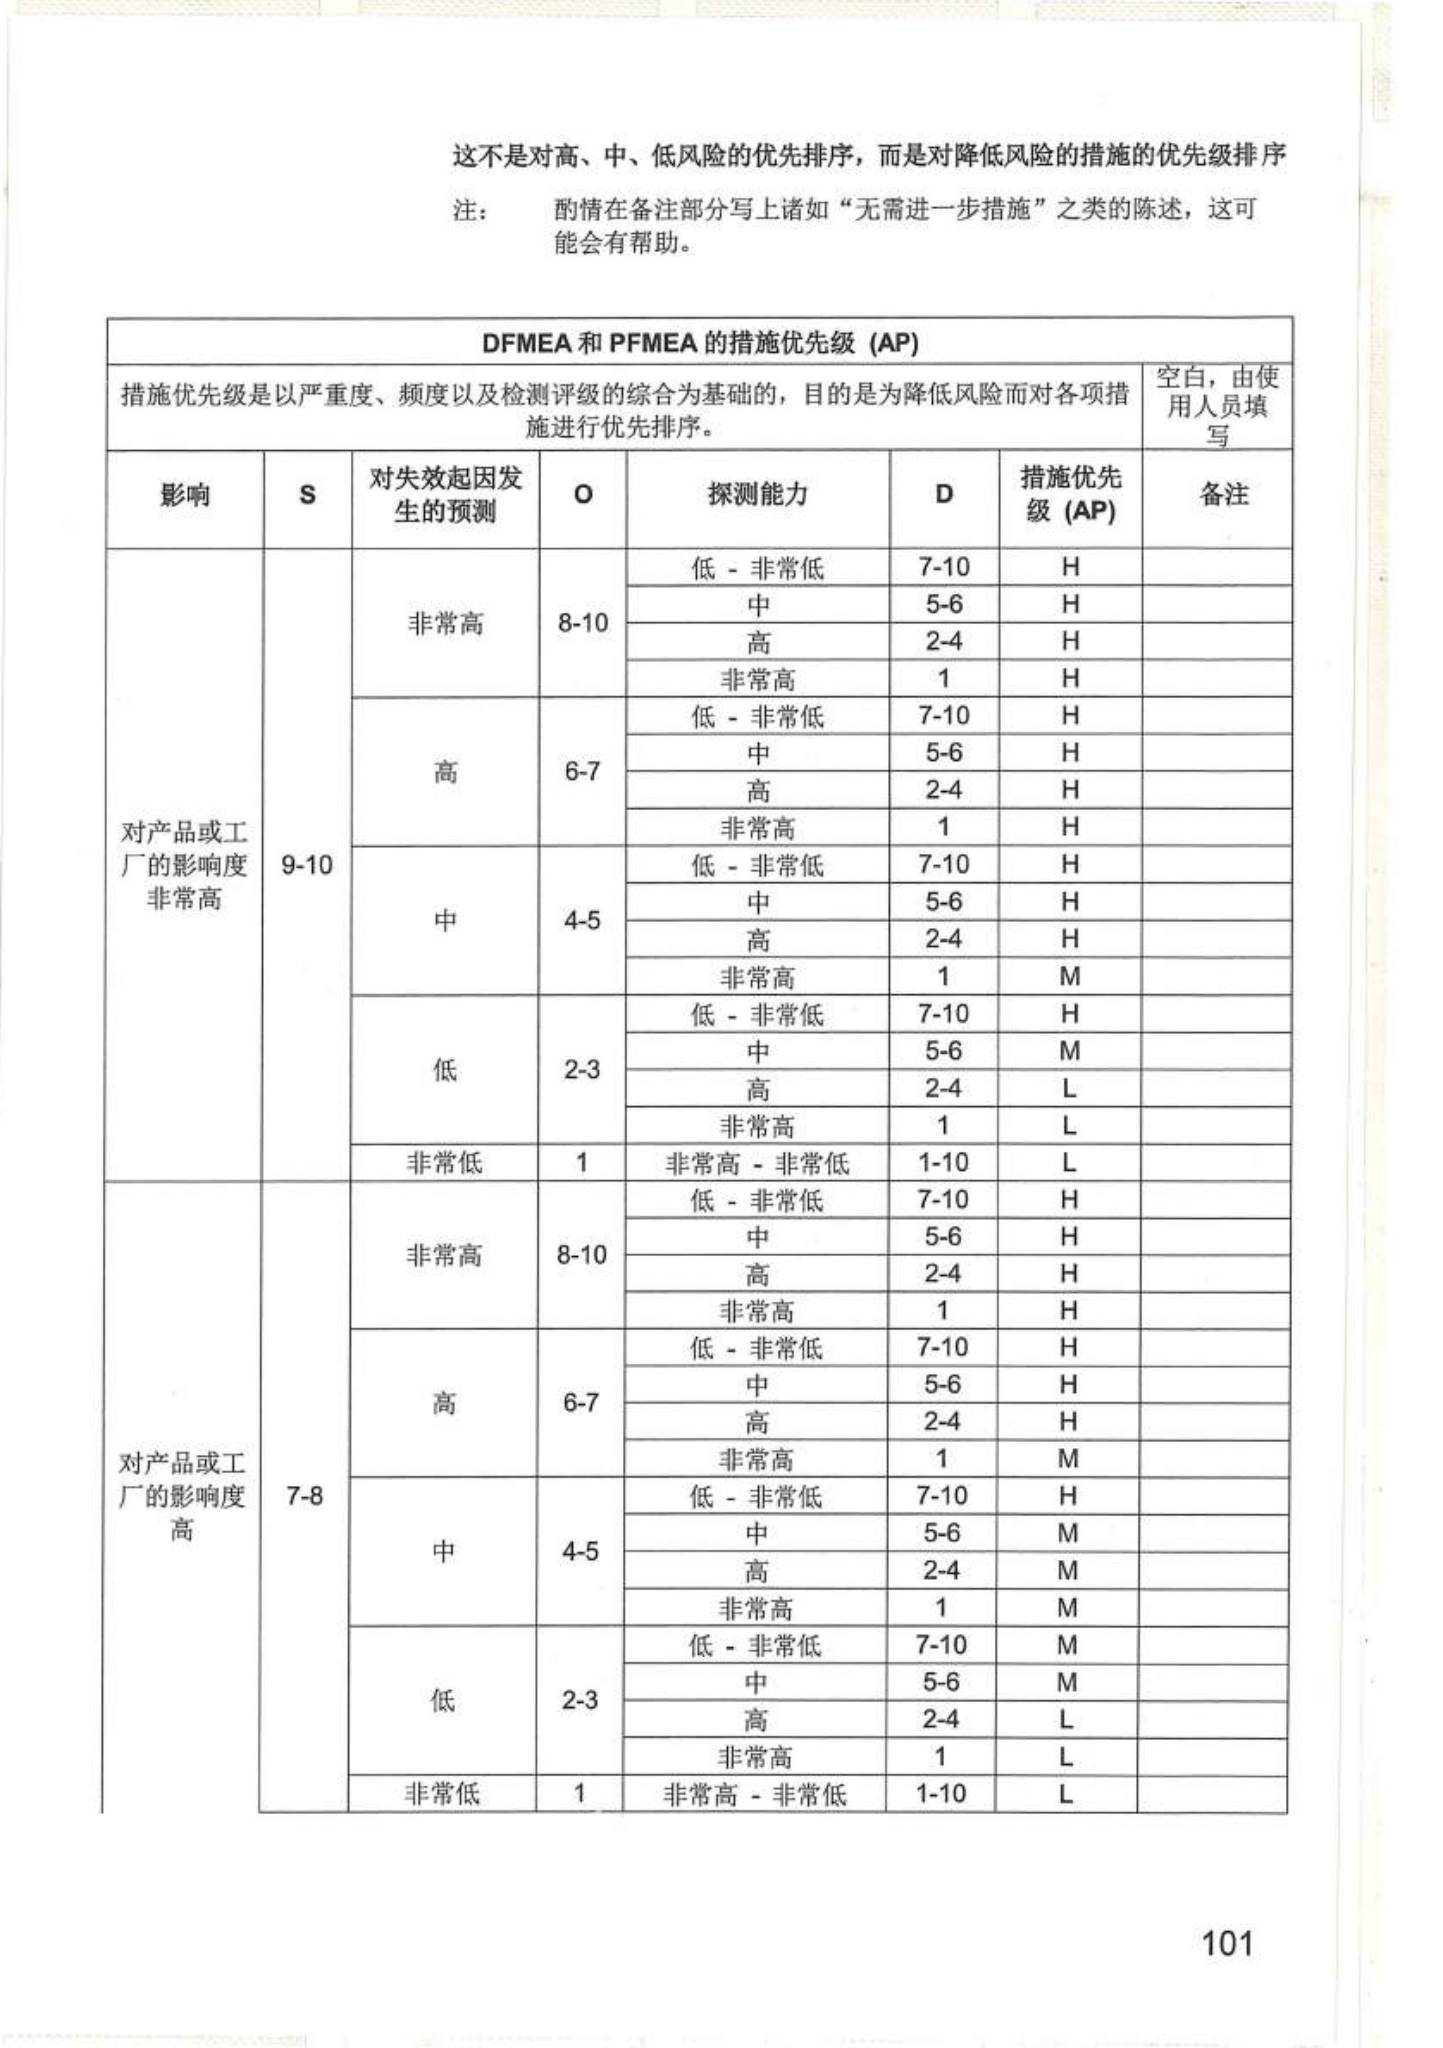 这不是对高、中、低风险的优先排序，而是对降低风险的措施的优先级排序
注： 酌情在备注部分写上诸如“无需进一步措施”之类的陈述，这可
能会有帮助。
DFMEA 和 PFMEA 的措施优先级 (AP)
措施优先级是以严重度、频度以及检测评级的综合为基础的，目的是为降低风险而对各项措
施进行优先排序。
空白，由使
用人员填
写
影响 S 对失效起因发
生的预测 O 探测能力 D 措施优先
级 (AP) 备注
对产品或工
厂的影响度
非常高
9-10
非常高 8-10
低 - 非常低 7-10 H
中 5-6 H
高 2-4 H
非常高 1 H
高 6-7
低 - 非常低 7-10 H
中 5-6 H
高 2-4 H
非常高 1 H
中 4-5
低 - 非常低 7-10 H
中 5-6 H
高 2-4 H
非常高 1 M
低 2-3
低 - 非常低 7-10 H
中 5-6 M
高 2-4 L
非常高 1 L
非常低 1 非常高 - 非常低 1-10 L
对产品或工
厂的影响度
高
7-8
非常高 8-10
低 - 非常低 7-10 H
中 5-6 H
高 2-4 H
非常高 1 H
高 6-7
低 - 非常低 7-10 H
中 5-6 H
高 2-4 H
非常高 1 M
中 4-5
低 - 非常低 7-10 H
中 5-6 M
高 2-4 M
非常高 1 M
低 2-3
低 - 非常低 7-10 M
中 5-6 M
高 2-4 L
非常高 1 L
非常低 1 非常高 - 非常低 1-10 L
101